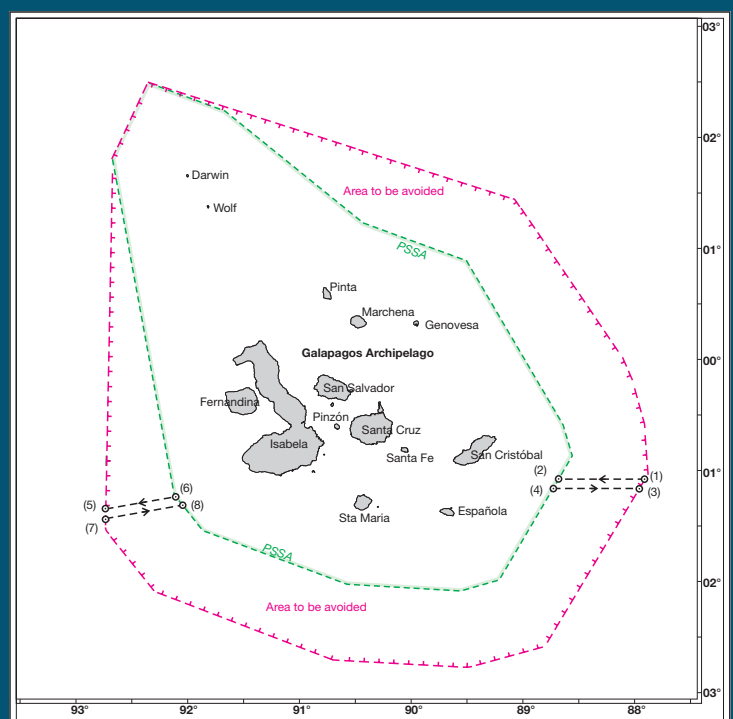 03°
02°
Darwin
Area to be avoided
Wolf
PSSA
01°
Pinta
Marchena
Genovesa
Galapagos Archipelago
00°
San Salvador
Fernandina
Pinzón
Santa Cruz
Isabela
Santa Fe
San Cristóbal
(2)
(1)
01°
(6)
(4)
(3)
(5)
(8)
(7)
Sta Maria
Española
PSSA
02°
Area to be avoided
03°
93°
92°
91°
90°
89°
88°